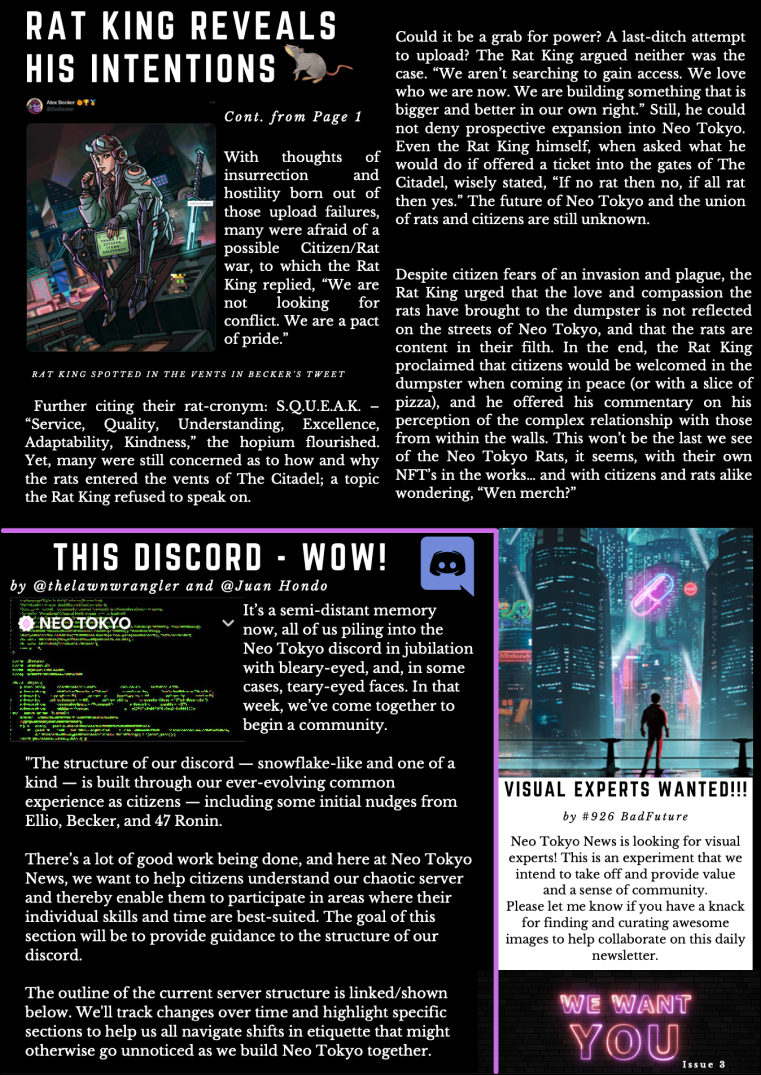 RAT KING REVEALS
HIS INTENTIONS
Alex Becker
Cont. from Page 1
With thoughts of
insurrection and
hostility born out of
those upload failures,
many were afraid of a
possible Citizen/Rat
war, to which the Rat
King replied, “We are
not looking for
conflict. We are a pact
of pride.”
RAT KING SPOTTED IN THE VENTS IN BECKER'S TWEET
Further citing their rat-cronym: S.Q.U.E.A.K. –
“Service, Quality, Understanding, Excellence,
Adaptability, Kindness,” the hopium flourished.
Yet, many were still concerned as to how and why
the rats entered the vents of The Citadel; a topic
the Rat King refused to speak on.
Could it be a grab for power? A last-ditch attempt
to upload? The Rat King argued neither was the
case. “We aren’t searching to gain access. We love
who we are now. We are building something that is
bigger and better in our own right.” Still, he could
not deny prospective expansion into Neo Tokyo.
Even the Rat King himself, when asked what he
would do if offered a ticket into the gates of The
Citadel, wisely stated, “If no rat then no, if all rat
then yes.” The future of Neo Tokyo and the union
of rats and citizens are still unknown.
Despite citizen fears of an invasion and plague, the
Rat King urged that the love and compassion the
rats have brought to the dumpster is not reflected
on the streets of Neo Tokyo, and that the rats are
content in their filth. In the end, the Rat King
proclaimed that citizens would be welcomed in the
dumpster when coming in peace (or with a slice of
pizza), and he offered his commentary on his
perception of the complex relationship with those
from within the walls. This won’t be the last we see
of the Neo Tokyo Rats, it seems, with their own
NFT’s in the works… and with citizens and rats alike
wondering, “Wen merch?”
THIS DISCORD - WOW!
by @thelawnwrangler and @Juan Hondo
NEO TOKYO
It’s a semi-distant memory
now, all of us piling into the
Neo Tokyo discord in jubilation
with bleary-eyed, and, in some
cases, teary-eyed faces. In that
week, we’ve come together to
begin a community.
"The structure of our discord — snowflake-like and one of a
kind — is built through our ever-evolving common
experience as citizens — including some initial nudges from
Ellio, Becker, and 47 Ronin.
There’s a lot of good work being done, and here at Neo Tokyo
News, we want to help citizens understand our chaotic server
and thereby enable them to participate in areas where their
individual skills and time are best-suited. The goal of this
section will be to provide guidance to the structure of our
discord.
The outline of the current server structure is linked/shown
below. We'll track changes over time and highlight specific
sections to help us all navigate shifts in etiquette that might
otherwise go unnoticed as we build Neo Tokyo together.
VISUAL EXPERTS WANTED!!!
by #926 BadFuture
Neo Tokyo News is looking for visual
experts! This is an experiment that we
intend to take off and provide value
and a sense of community.
Please let me know if you have a knack
for finding and curating awesome
images to help collaborate on this daily
newsletter.
WE WANT
YOU
Issue 3